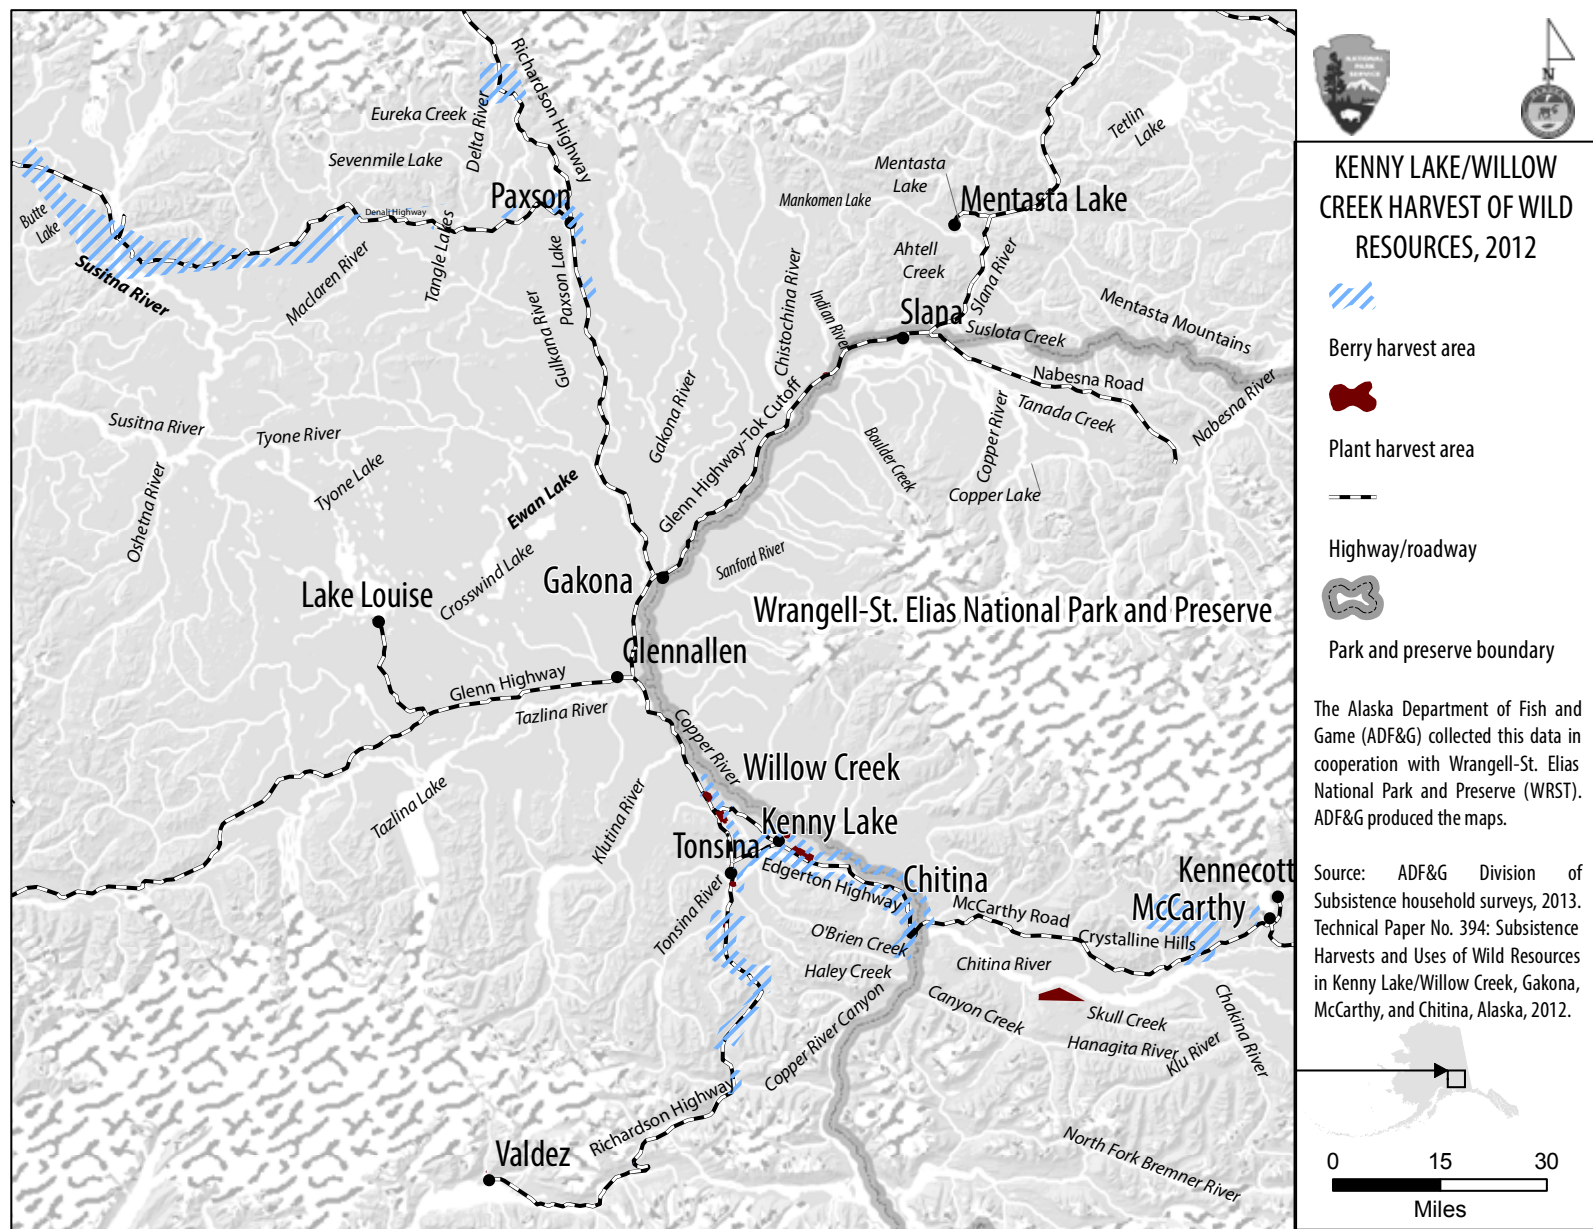 Richardson Highway
Eureka Creek
Delta River
Sevenmile Lake
Paxson
Denali Highway
Butte
Lake
Susitna River
Maclaren River
Tangle Lakes
Paxson Lake
Gulkana River
Mentasta
Lake
Mankomen Lake
Mentasta Lake
Tetlin
Lake
Ahtell
Creek
Slana River
Chistochina River
Indian River
Slana
Suslota Creek
Mentasta Mountains
Nabesna Road
Nabesna River
Tanada Creek
Copper River
Boulder Creek
Copper Lake
Glenn Highway-Tok Cutoff
Gakona River
Susitna River
Tyone River
Tyone Lake
Oshetna River
Ewan Lake
Crosswind Lake
Gakona
Sanford River
Lake Louise
Wrangell-St. Elias National Park and Preserve
Glennallen
Glenn Highway
Tazlina River
Copper River
Tazlina Lake
Klutina River
Willow Creek
Kenny Lake
Tonsina
Edgerton Highway
Chitina
Tonsina River
O'Brien Creek
Haley Creek
McCarthy Road
Kennecott
McCarthy
Crystalline Hills
Chitina River
Canyon Creek
Skull Creek
Hanagita River
Klu River
Chakina River
Copper River Canyon
Richardson Highway
Valdez
North Fork Bremner River
NATIONAL
PARK
SERVICE
N
KENNY LAKE/WILLOW
CREEK HARVEST OF WILD
RESOURCES, 2012
Berry harvest area
Plant harvest area
Highway/roadway
Park and preserve boundary
The Alaska Department of Fish and
Game (ADF&G) collected this data in
cooperation with Wrangell-St. Elias
National Park and Preserve (WRST).
ADF&G produced the maps.
Source: ADF&G Division of
Subsistence household surveys, 2013.
Technical Paper No. 394: Subsistence
Harvests and Uses of Wild Resources
in Kenny Lake/Willow Creek, Gakona,
McCarthy, and Chitina, Alaska, 2012.
0 15 30
Miles